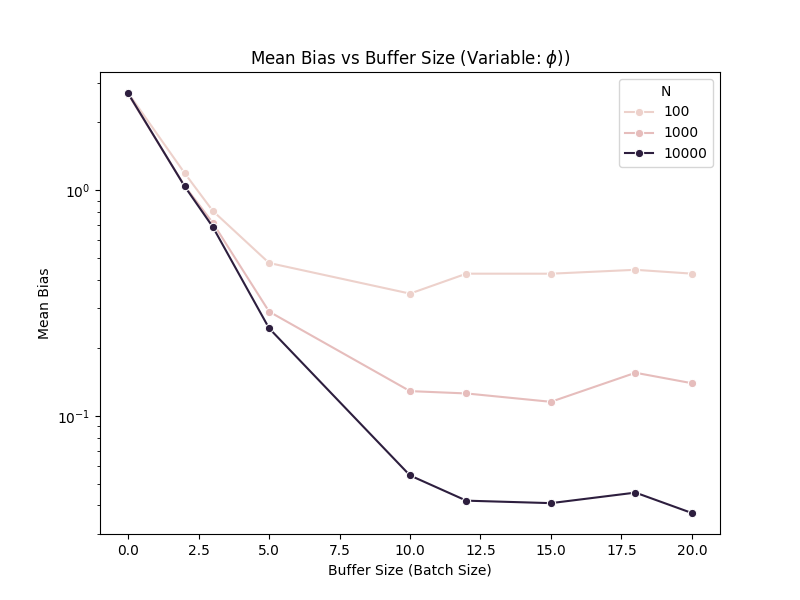 Mean Bias vs Buffer Size (Variable: ϕ))
N
100
1000
10000
10⁰
10⁻¹
Mean Bias
0.0 2.5 5.0 7.5 10.0 12.5 15.0 17.5 20.0
Buffer Size (Batch Size)